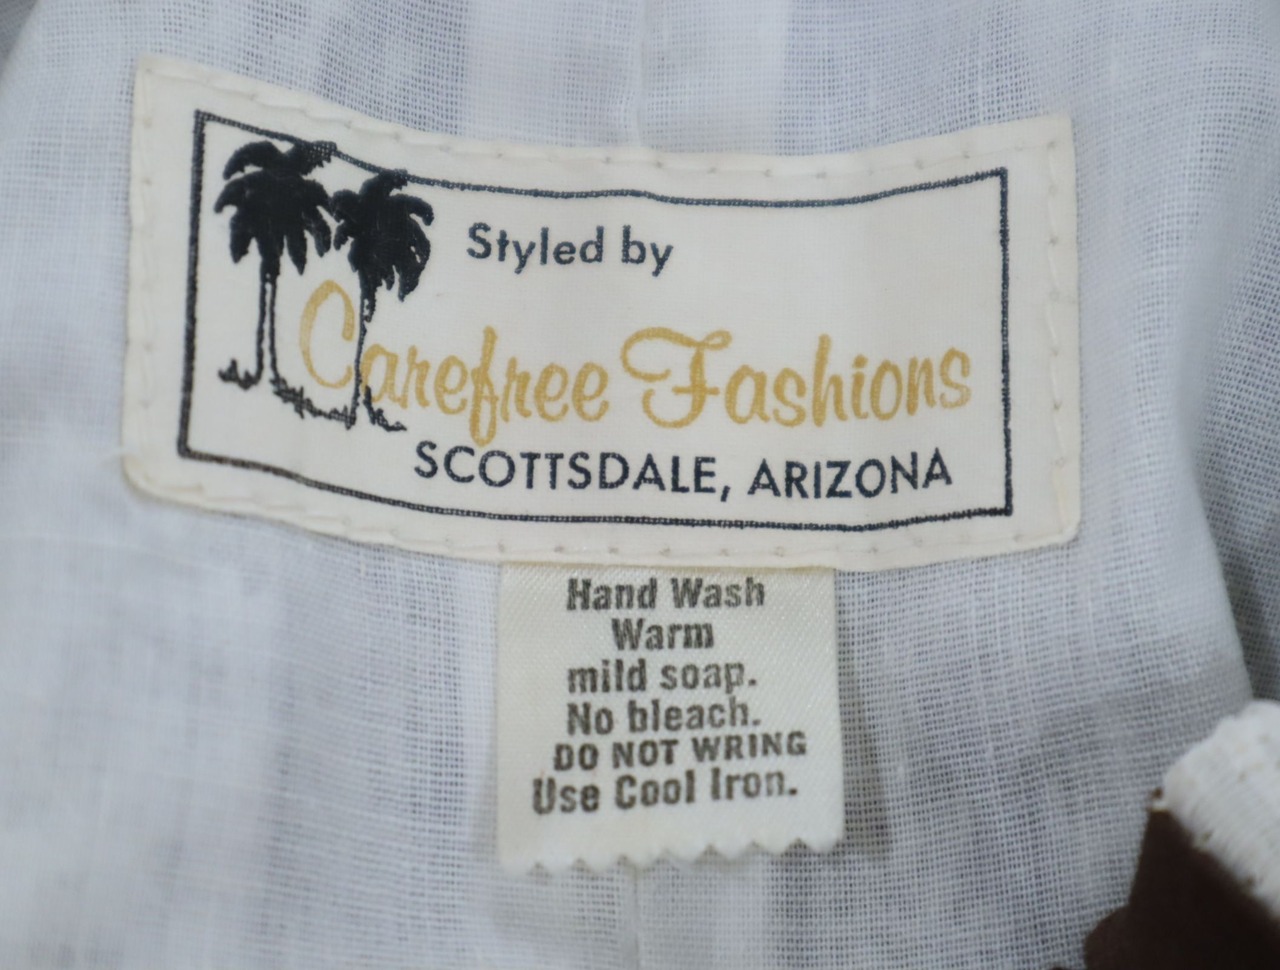 Styled by
Carefree Fashions
SCOTTSDALE, ARIZONA
Hand Wash
Warm
mild soap.
No bleach.
DO NOT WRING
Use Cool Iron.